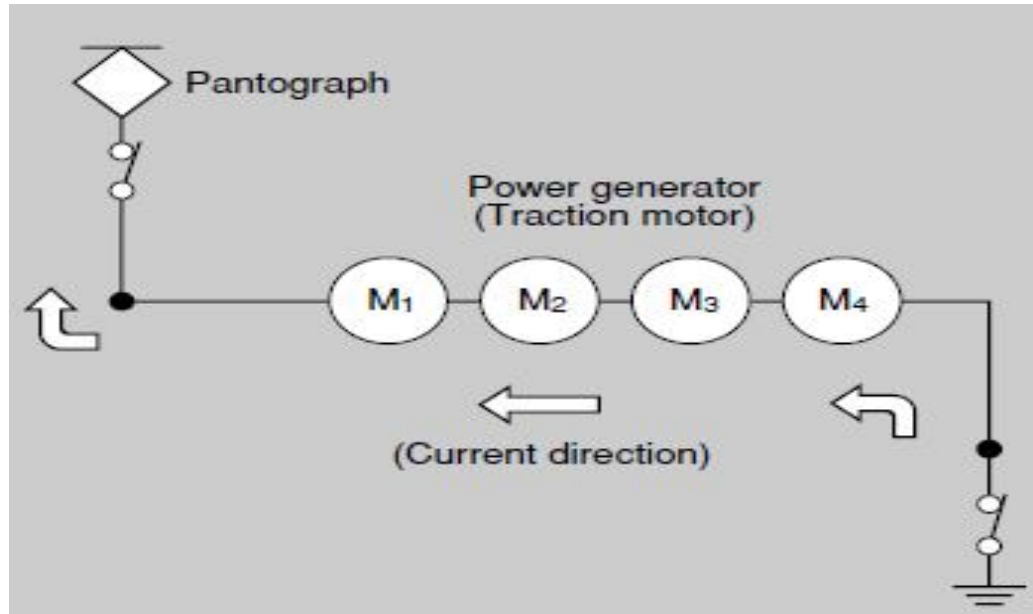 Pantograph
Power generator
(Traction motor)
M₁ M₂ M₃ M₄
(Current direction)